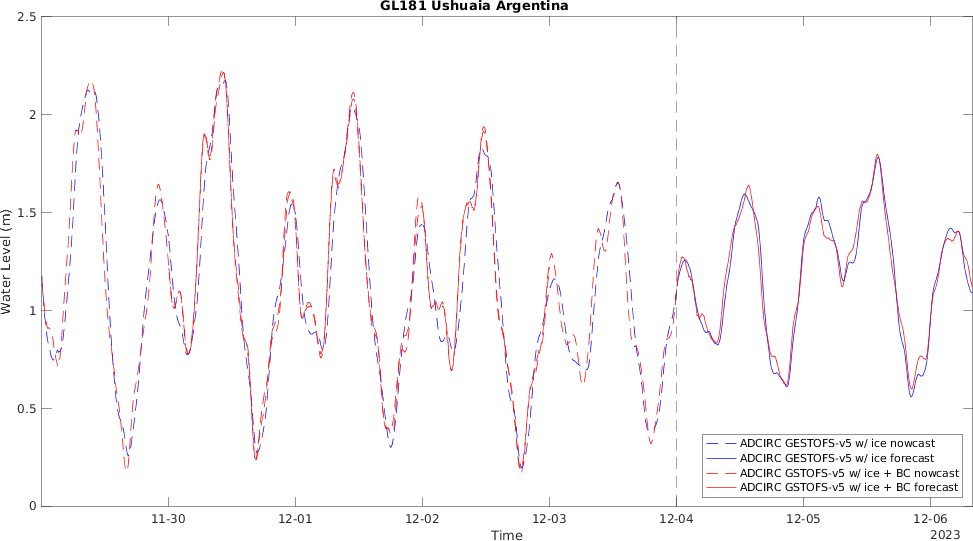 GL181 Ushuaia Argentina
2.5
2
1.5
1
0.5
0
Water Level (m)
11-30
12-01
12-02
12-03
12-04
12-05
12-06
Time
2023
ADCIRC GESTOFS-v5 w/ ice nowcast
ADCIRC GESTOFS-v5 w/ ice forecast
ADCIRC GSTOFS-v5 w/ ice + BC nowcast
ADCIRC GSTOFS-v5 w/ ice + BC forecast